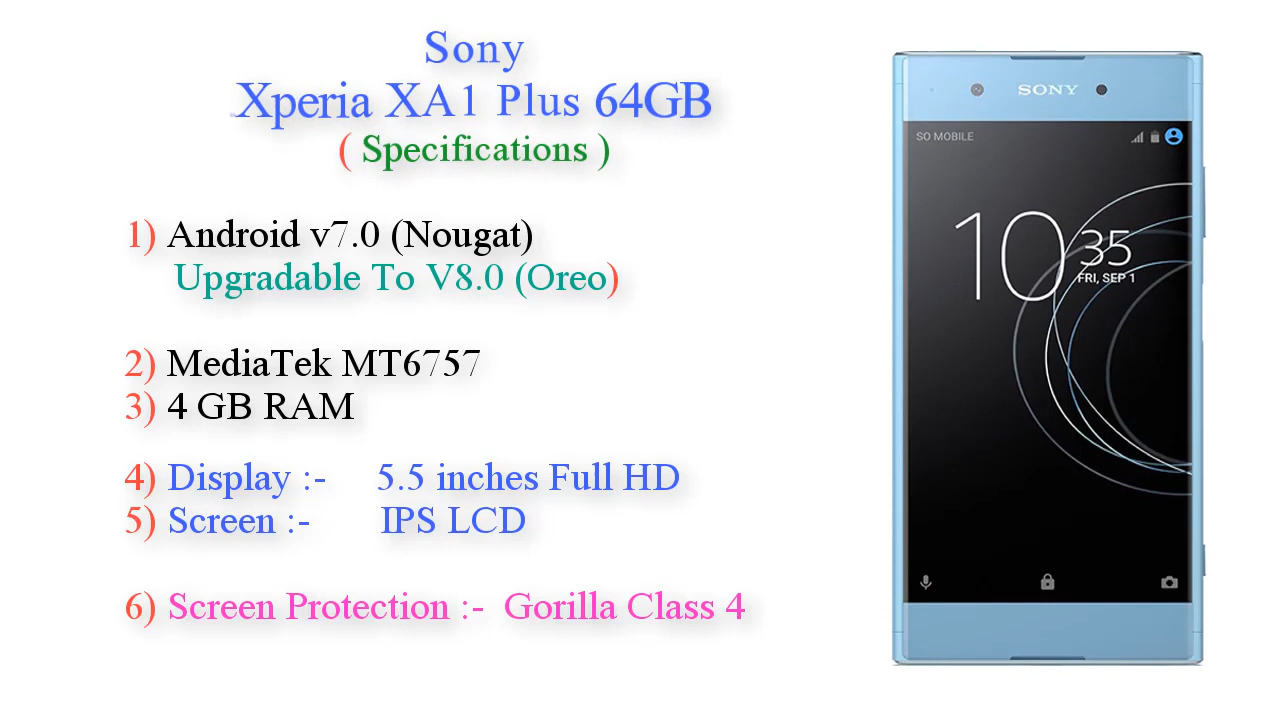 Sony
Xperia XA1 Plus 64GB
( Specifications )
1) Android v7.0 (Nougat)
Upgradable To V8.0 (Oreo)
2) MediaTek MT6757
3) 4 GB RAM
4) Display :- 5.5 inches Full HD
5) Screen :- IPS LCD
6) Screen Protection :- Gorilla Class 4
SONY
SO MOBILE
10 35
FRI, SEP 1